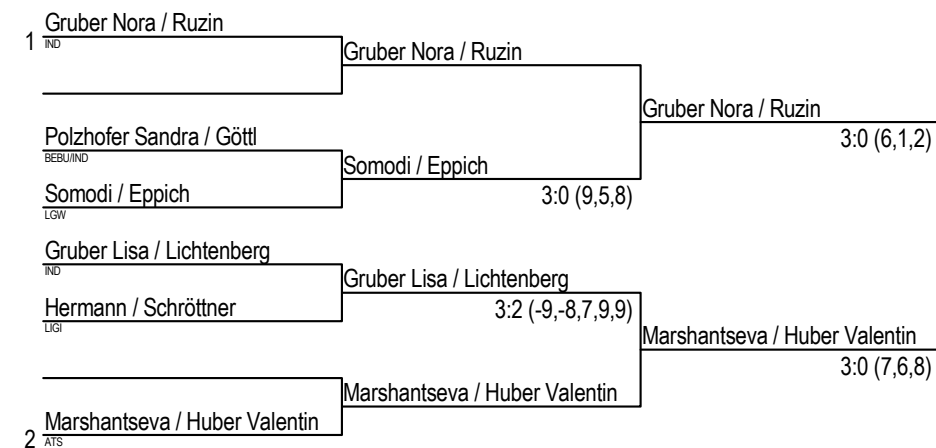 Gruber Nora / Ruzin
1 IND
Gruber Nora / Ruzin
Gruber Nora / Ruzin
3:0 (6,1,2)
Polzhofer Sandra / Göttl
BEBU/IND
Somodi / Eppich
Somodi / Eppich
3:0 (9,5,8)
LGW
Gruber Lisa / Lichtenberg
IND
Gruber Lisa / Lichtenberg
Hermann / Schröttner
3:2 (-9,-8,7,9,9)
LIGI
Marshantseva / Huber Valentin
3:0 (7,6,8)
Marshantseva / Huber Valentin
Marshantseva / Huber Valentin
2 ATS